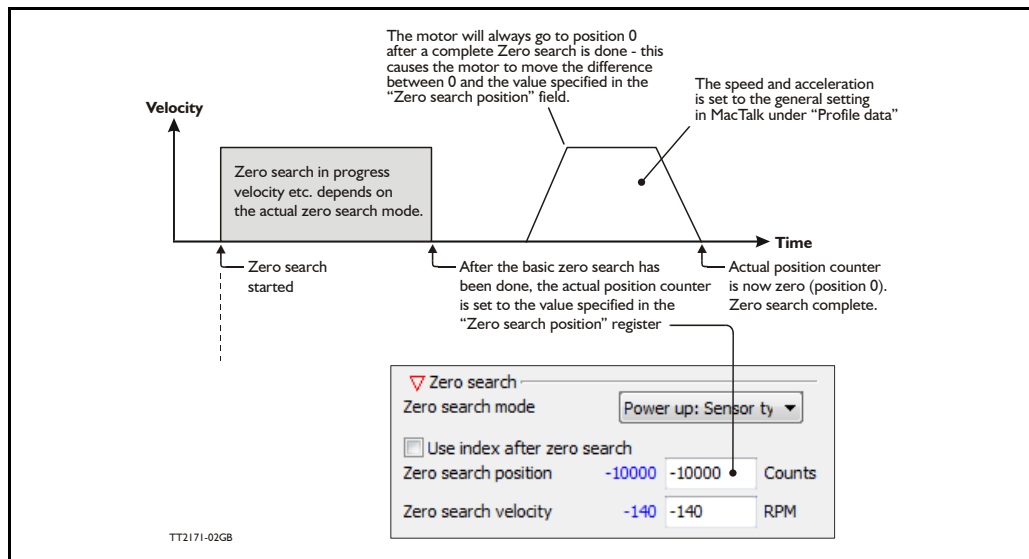 The motor will always go to position 0
after a complete Zero search is done - this
causes the motor to move the difference
between 0 and the value specified in the
“Zero search position” field.
The speed and acceleration
is set to the general setting
in MacTalk under “Profile data”
Velocity
Zero search in progress
velocity etc. depends on
the actual zero search mode.
Time
Zero search
started
After the basic zero search has
been done, the actual position counter
is set to the value specified in the
“Zero search position” register
Actual position counter
is now zero (position 0).
Zero search complete.
Zero search
Zero search mode Power up: Sensor ty
Use index after zero search
Zero search position -10000 -10000 Counts
Zero search velocity -140 -140 RPM
TT2171-02GB